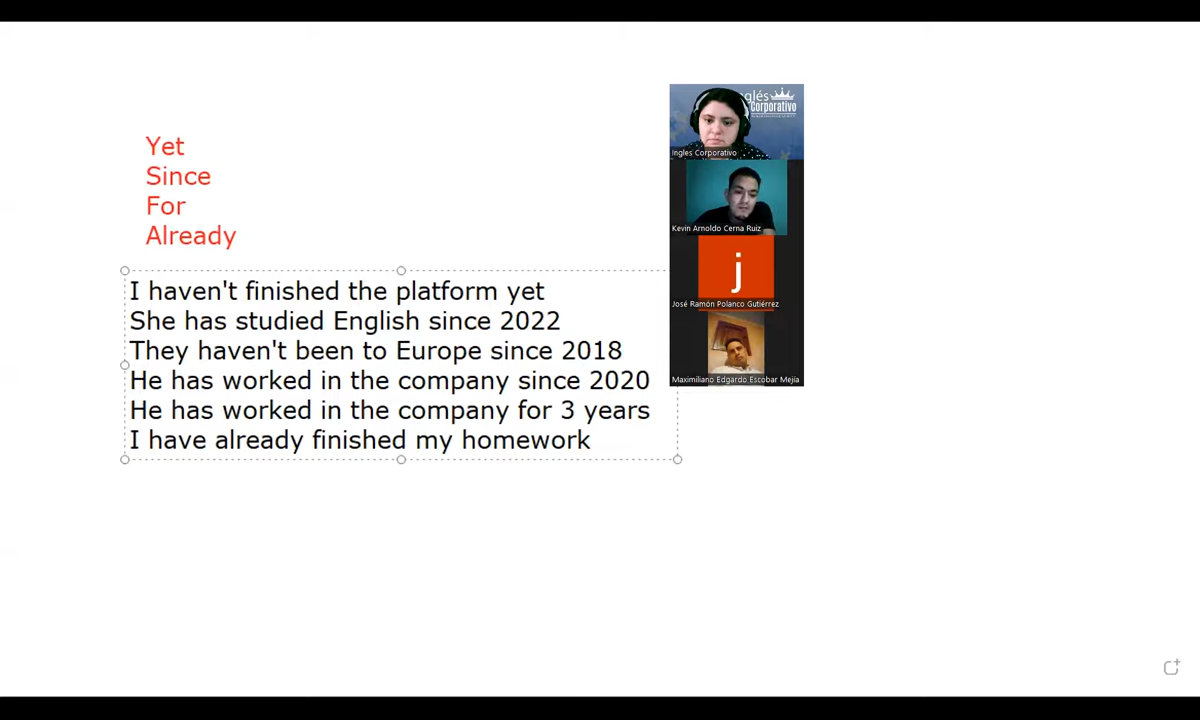 Yet
Since
For
Already
I haven't finished the platform yet
She has studied English since 2022
They haven't been to Europe since 2018
He has worked in the company since 2020
He has worked in the company for 3 years
I have already finished my homework
glés
Corporativo
Ingles Corporativo
Kevin Arnoldo Cerna Ruiz
j
José Ramón Polanco Gutiérrez
Maximiliano Edgardo Escobar Mejía